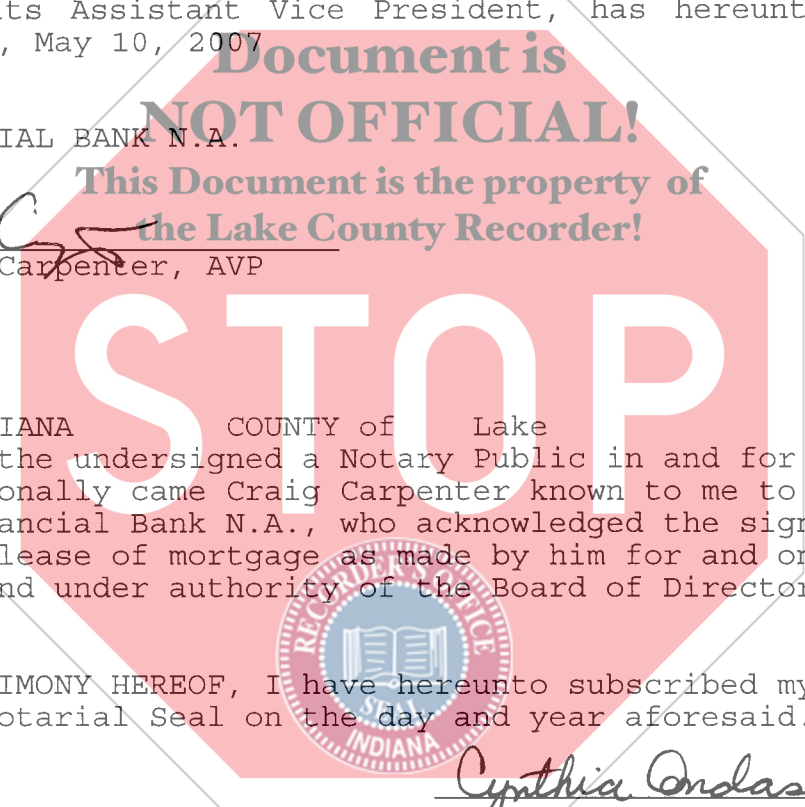 its Assistant Vice President, has hereunt
, May 10, 2007
Document is
NOT OFFICIAL!
IAL BANK N.A.
This Document is the property of
the Lake County Recorder!
Carpenter, AVP
STOP
IANA COUNTY of Lake
the undersigned a Notary Public in and for
onally came Craig Carpenter known to me to
ancial Bank N.A., who acknowledged the sign
lease of mortgage as made by him for and on
nd under authority of the Board of Director
RECORDER'S OFFICE
SEAL
INDIANA
IMONY HEREOF, I have hereunto subscribed my
otarial Seal on the day and year aforesaid.
Cynthia Ondas